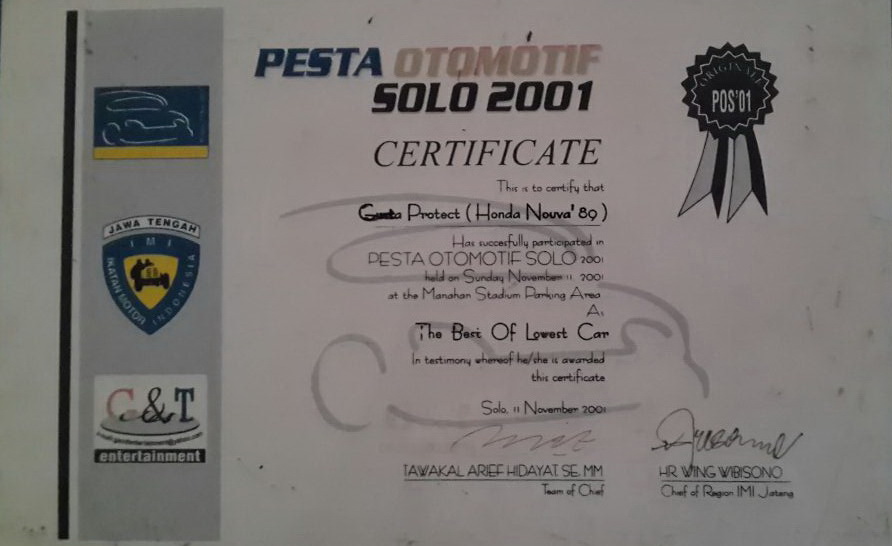 PESTA OTOMOTIF
SOLO 2001
ORIGINALE
POS'01
CERTIFICATE
This is to certify that
Protect ( Honda Nouva' 89 )
Has succesfully participated in
PESTA OTOMOTIF SOLO 2001
held on Sunday November 11, 2001
at the Manahan Stadium Parking Area
As
The Best Of Lowest Car
In testimony whereof he/she is awarded
this certificate
Solo, 11 November 2001
TAWAKAL ARIEF HIDAYAT SE. MM
Team of Chief
HR. WING WIBISONO
Chief of Region IMI Jateng
JAWA TENGAH
I M I
IKATAN MOTOR INDONESIA
C&T
entertainment